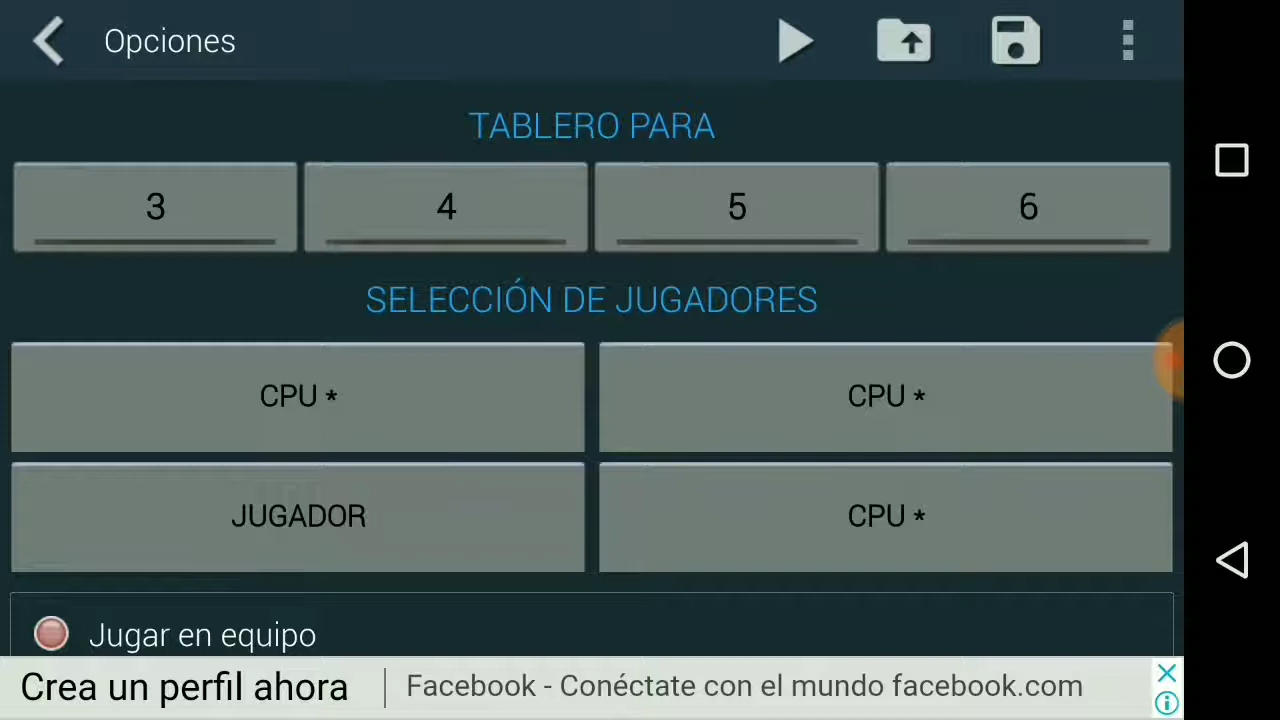 Opciones
TABLERO PARA
3 4 5 6
SELECCIÓN DE JUGADORES
CPU * CPU *
JUGADOR CPU *
Jugar en equipo
Crea un perfil ahora Facebook - Conéctate con el mundo facebook.com